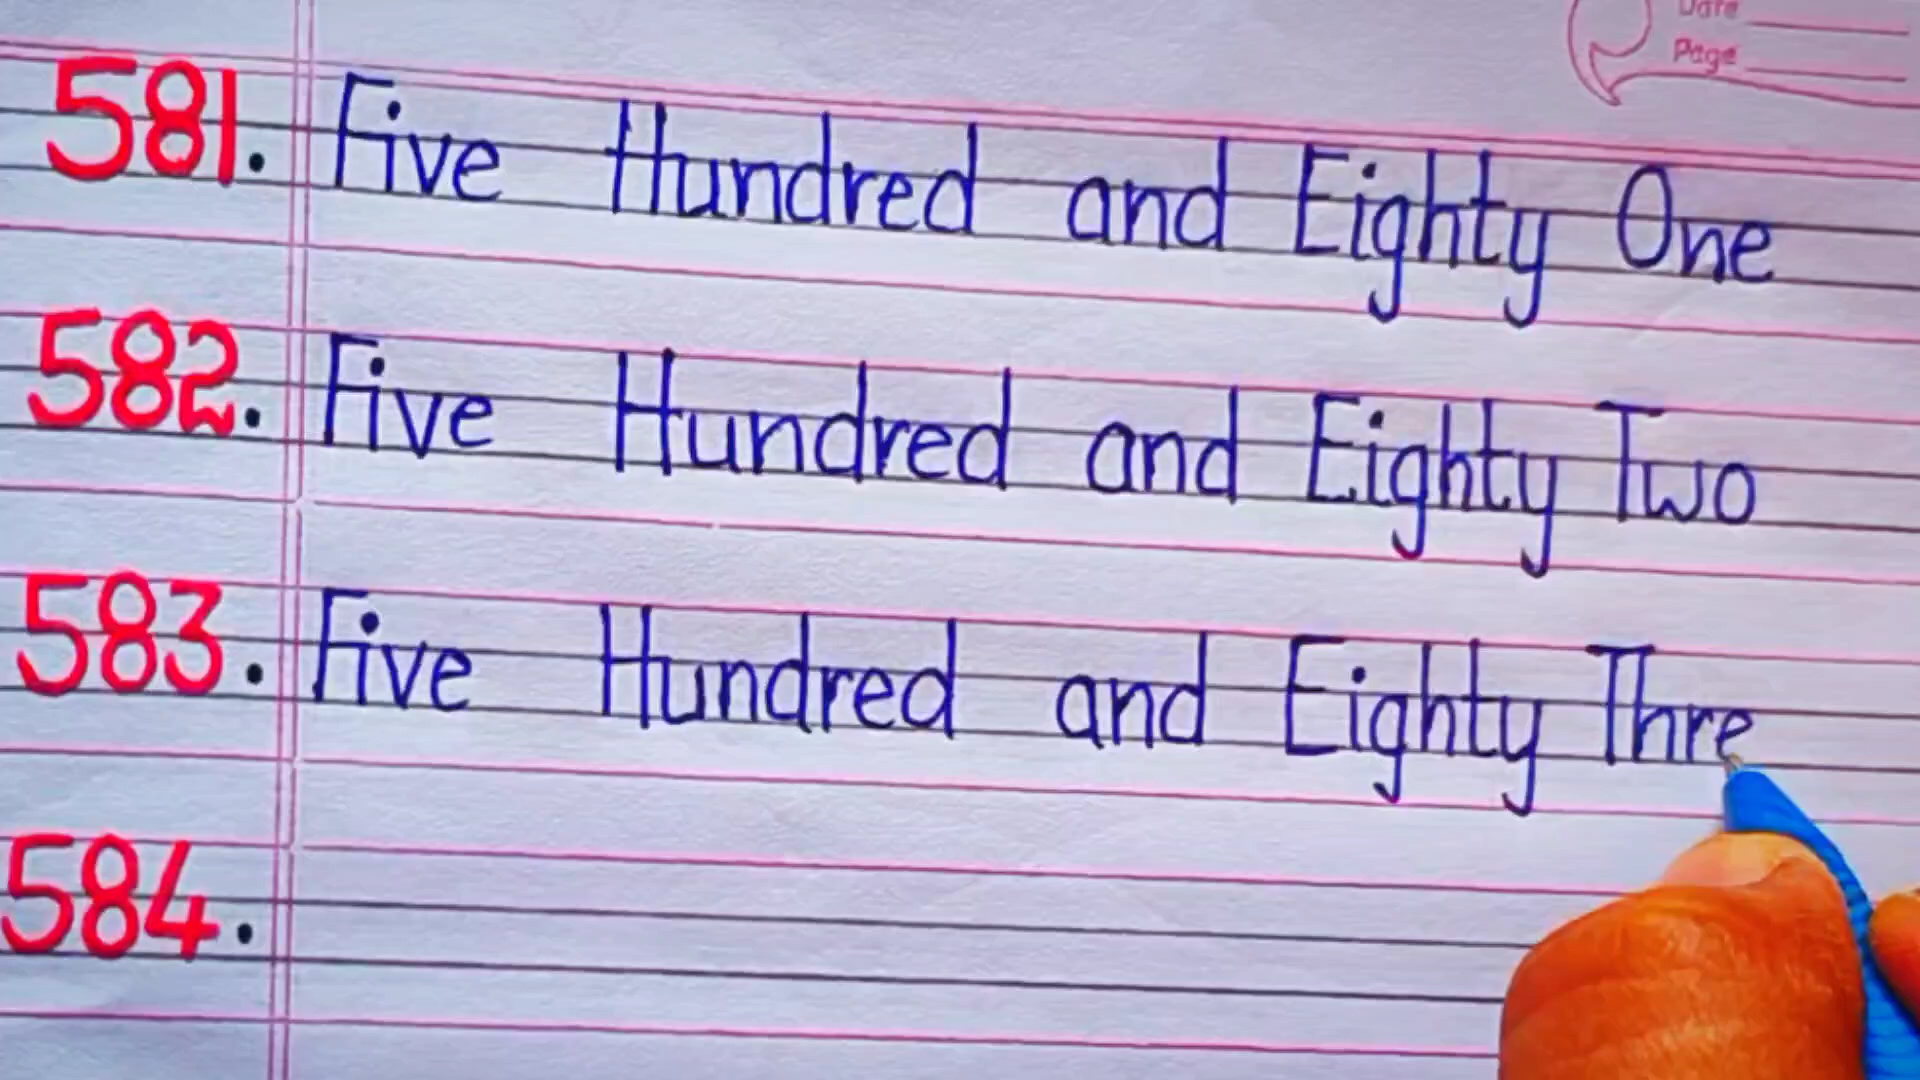 Date
Page
581. Five Hundred and Eighty One
582. Five Hundred and Eighty Two
583. Five Hundred and Eighty Thre
584.